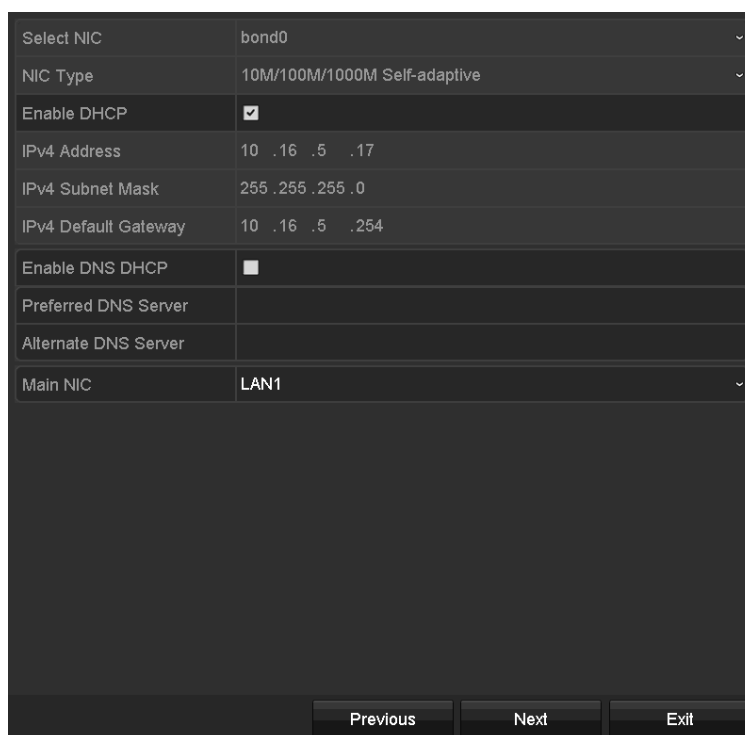 Select NIC bond0
NIC Type 10M/100M/1000M Self-adaptive
Enable DHCP
IPv4 Address 10 .16 .5 .17
IPv4 Subnet Mask 255.255.255.0
IPv4 Default Gateway 10 .16 .5 .254
Enable DNS DHCP
Preferred DNS Server
Alternate DNS Server
Main NIC LAN1
Previous Next Exit